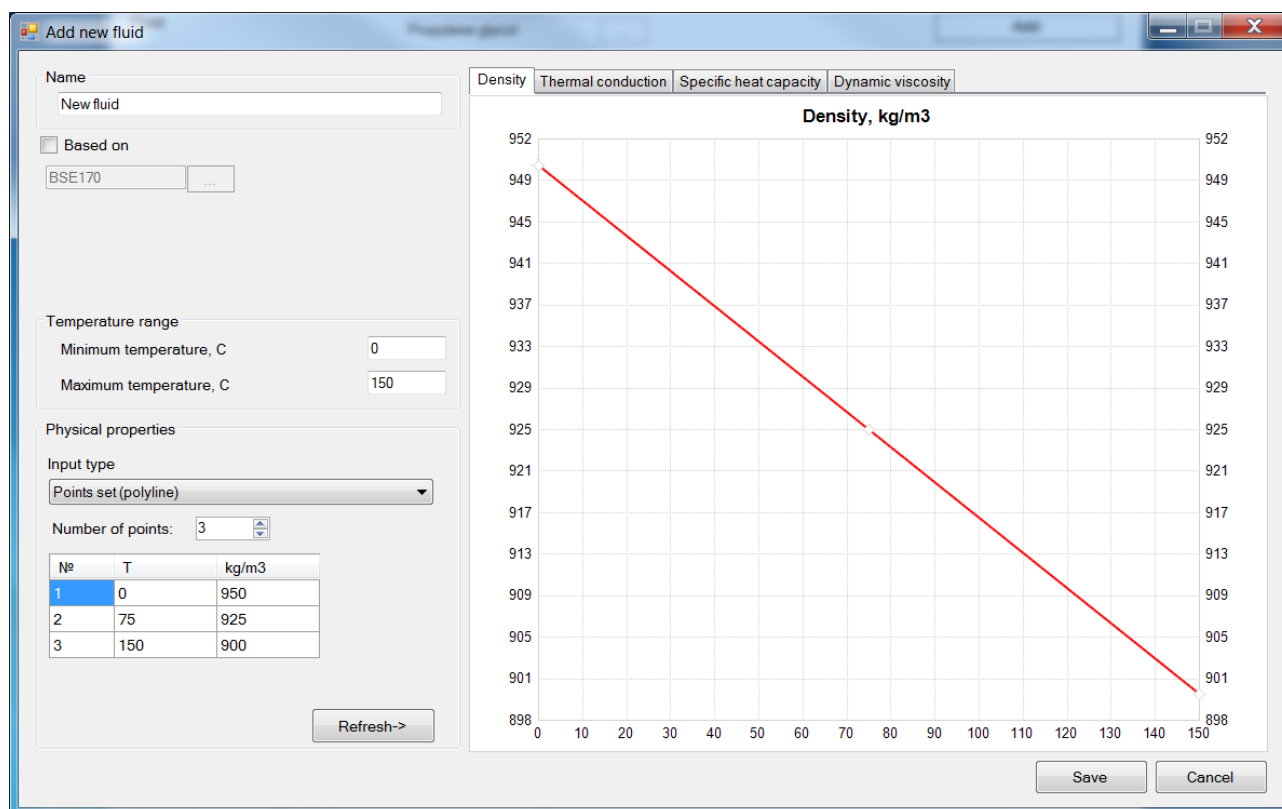 Add new fluid
Propylene glycol
...
Add
Name
New fluid
Based on
BSE170
...
Temperature range
Minimum temperature, C
0
Maximum temperature, C
150
Physical properties
Input type
Points set (polyline)
Number of points:
3
№ T kg/m3
1 0 950
2 75 925
3 150 900
Refresh->
Density Thermal conduction Specific heat capacity Dynamic viscosity
Density, kg/m3
952 952
949 949
945 945
941 941
937 937
933 933
929 929
925 925
921 921
917 917
913 913
909 909
905 905
901 901
898 898
0 10 20 30 40 50 60 70 80 90 100 110 120 130 140 150
Save Cancel